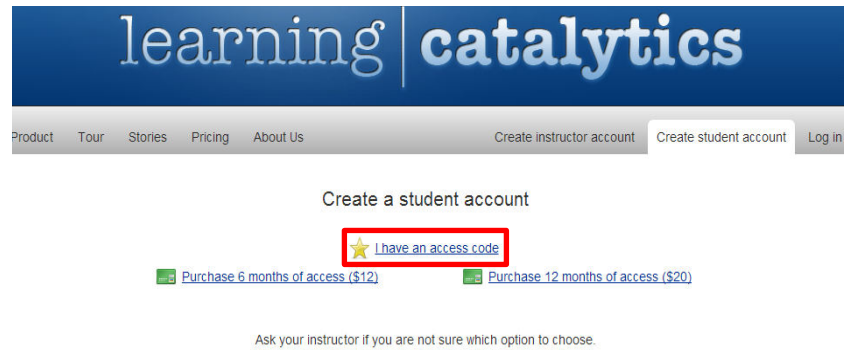 learning catalytics
Product Tour Stories Pricing About Us Create instructor account Create student account Log in
Create a student account
I have an access code
Purchase 6 months of access ($12) Purchase 12 months of access ($20)
Ask your instructor if you are not sure which option to choose.